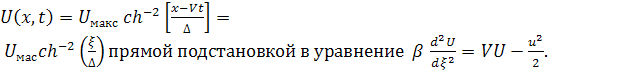 U(x,t) = U_макс ch⁻² [(x−Vt)/Δ] =
U_мас ch⁻² (ξ/Δ) прямой подстановкой в уравнение β d²U/dξ² = VU − u²/2.